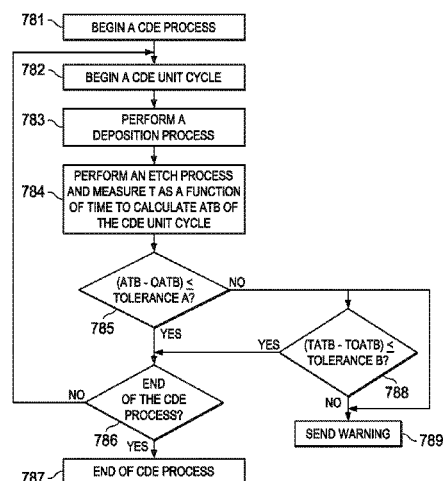 781
BEGIN A CDE PROCESS
782
BEGIN A CDE UNIT CYCLE
783
PERFORM A
DEPOSITION PROCESS
784
PERFORM AN ETCH PROCESS
AND MEASURE T AS A FUNCTION
OF TIME TO CALCULATE ATB OF
THE CDE UNIT CYCLE
(ATB - OATB) ≤
TOLERANCE A?
NO
785
YES
(TATB - TOATB) ≤
TOLERANCE B?
YES
788
NO
NO
END
OF THE CDE
PROCESS?
786
YES
SEND WARNING
789
787
END OF CDE PROCESS